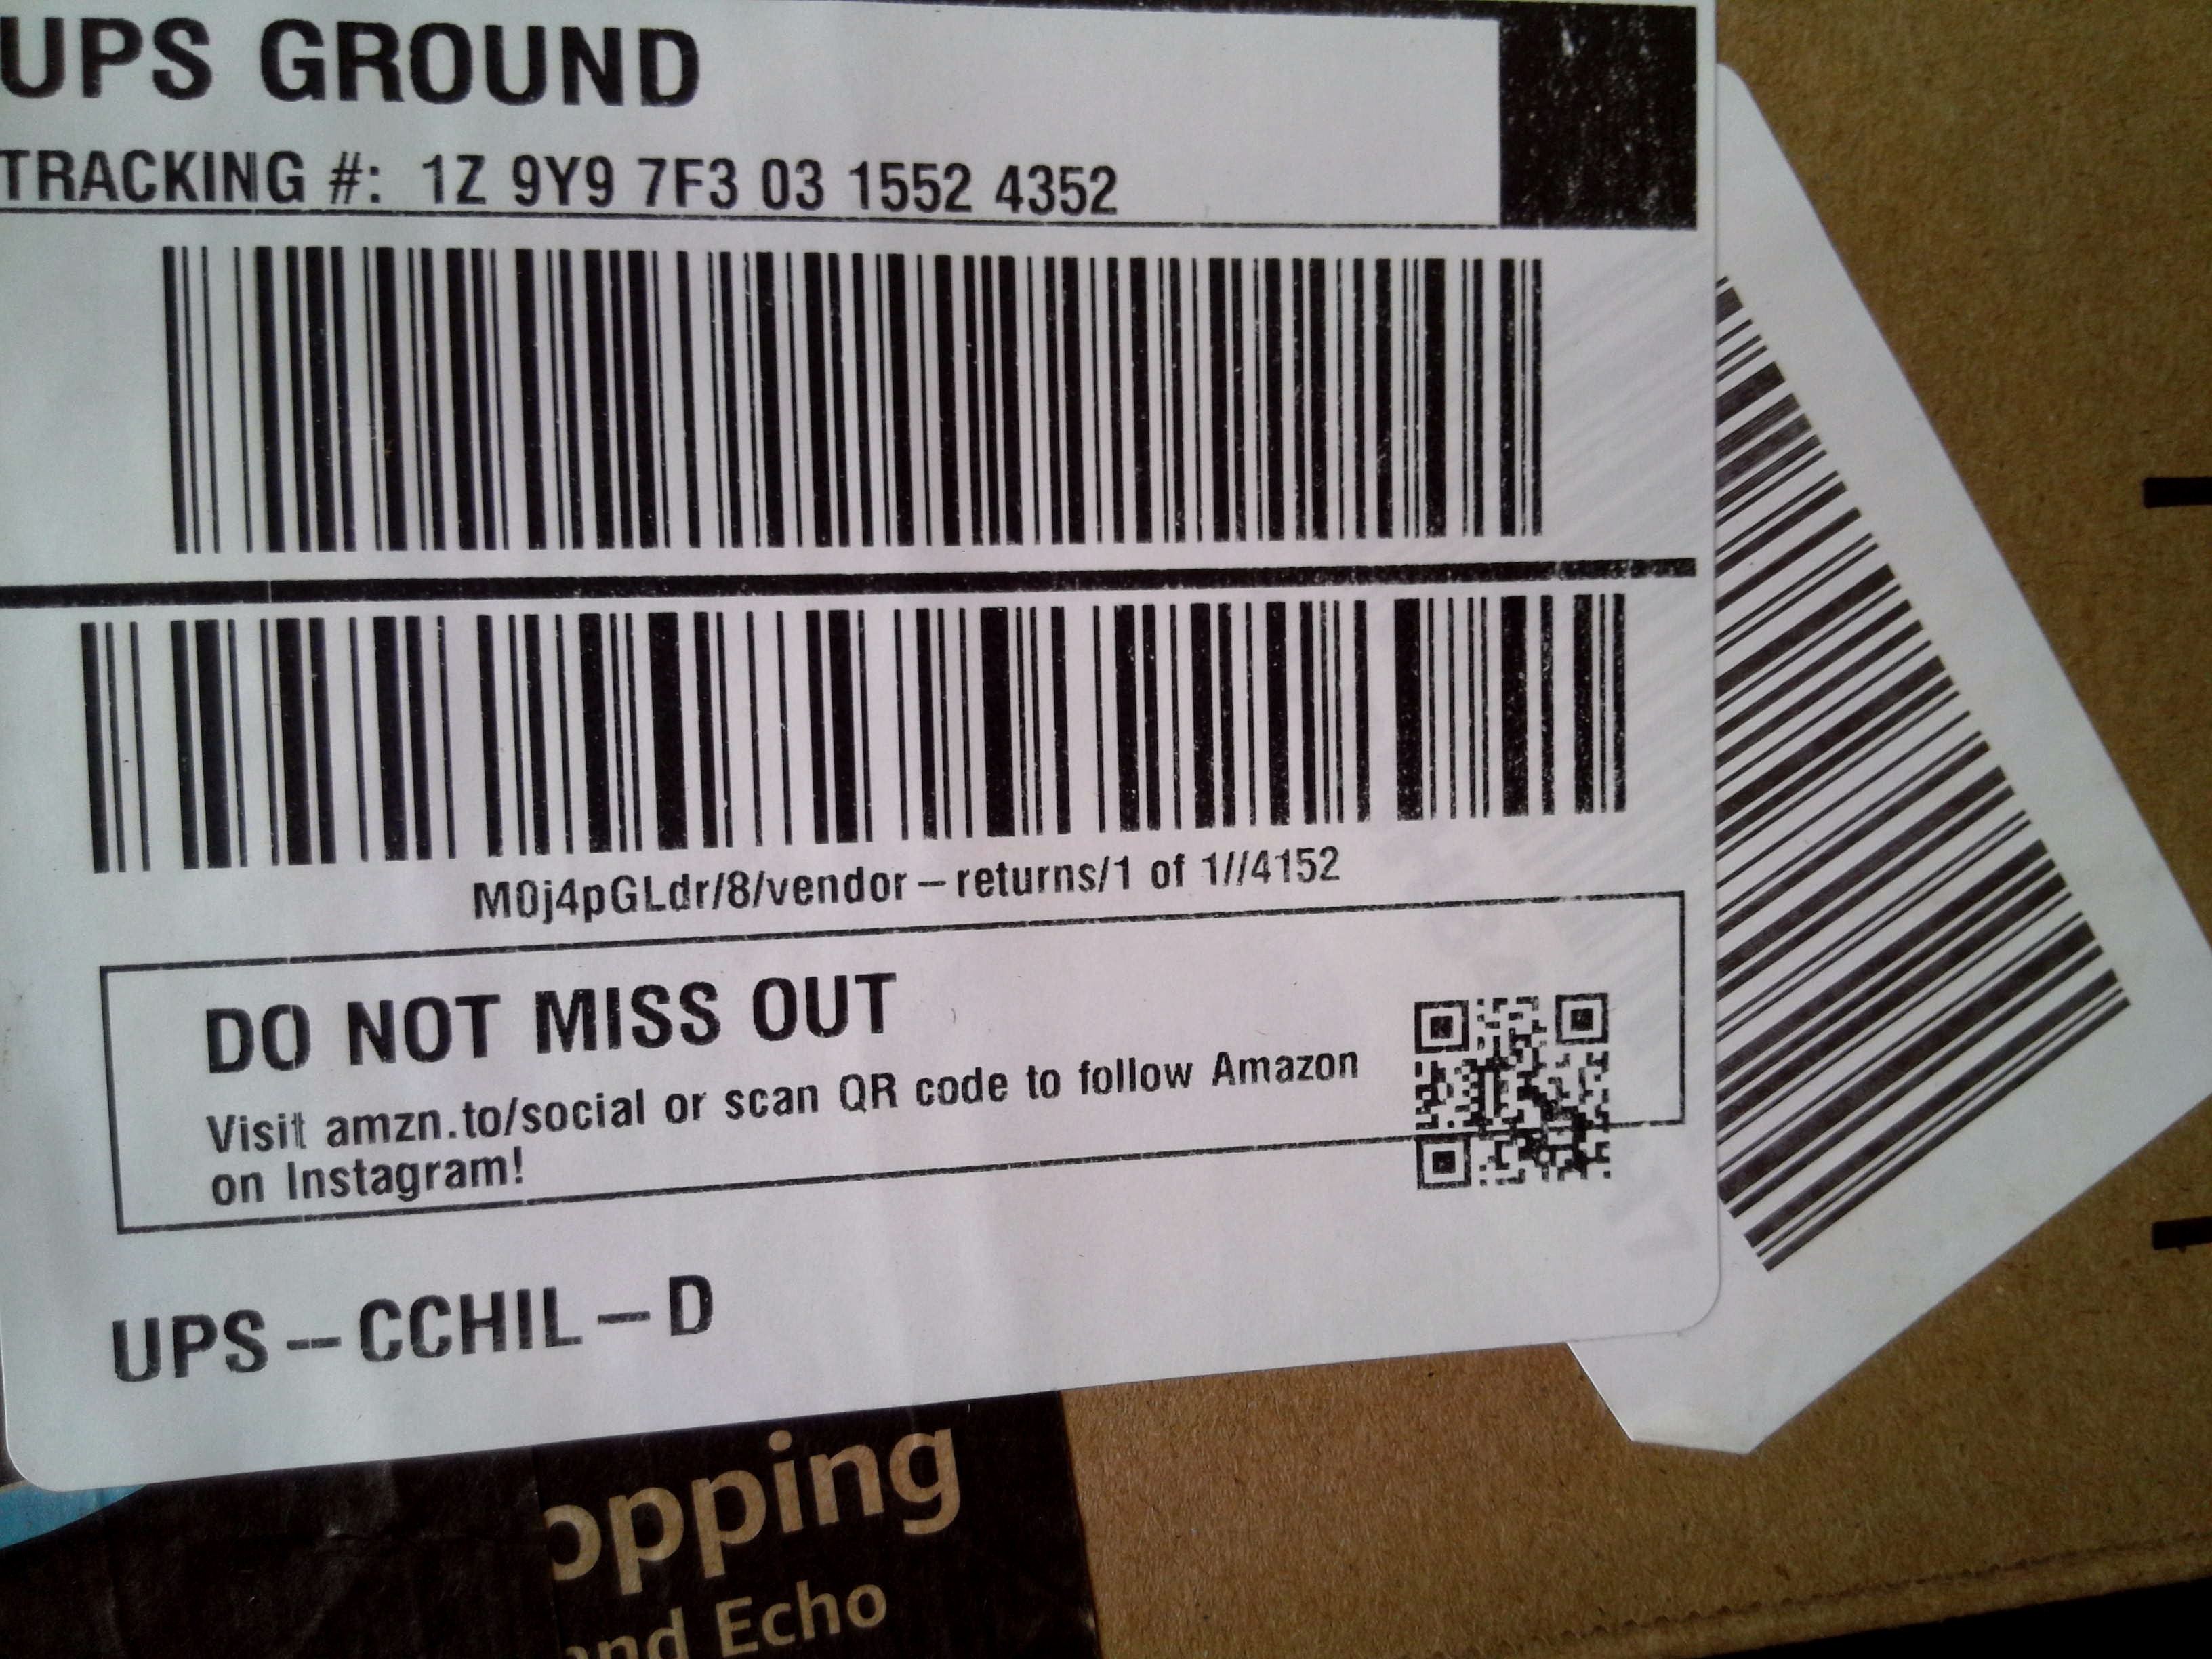 UPS GROUND
TRACKING #: 1Z 9Y9 7F3 03 1552 4352
M0j4pGLdr/8/vendor-returns/1 of 1//4152
DO NOT MISS OUT
Visit amzn.to/social or scan QR code to follow Amazon
on Instagram!
UPS--CCHIL-D
opping
and Echo